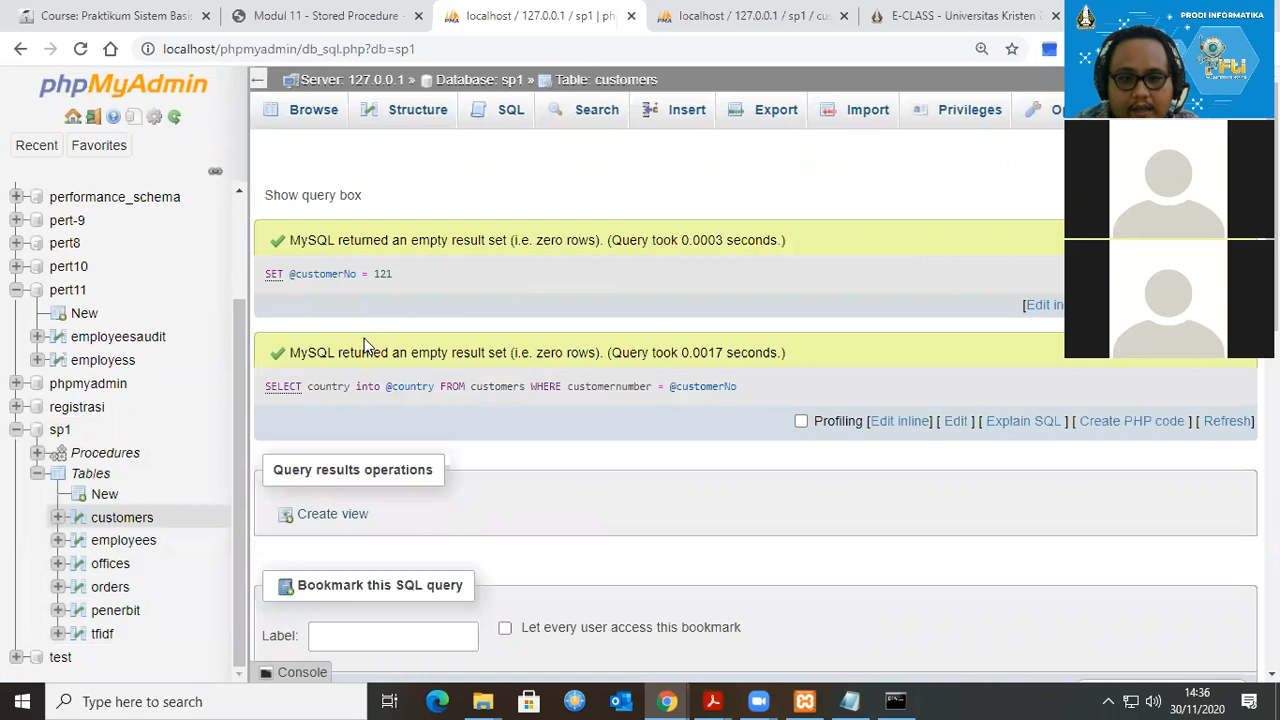 Course: Praktikum Sistem Basis
Modul 11 - Stored Procedure
localhost / 127.0.0.1 / sp1 | ph
localhost / 127.0.0.1 / sp1 / cus
E-CLASS - Universitas Kristen
PRODI INFORMATIKA
localhost/phpmyadmin/db_sql.php?db=sp1
fti
phpMyAdmin
Server: 127.0.0.1 » Database: sp1 » Table: customers
Browse Structure SQL Search Insert Export Import Privileges Op
Recent Favorites
performance_schema
pert-9
pert8
pert10
pert11
New
employeesaudit
employess
phpmyadmin
registrasi
sp1
Procedures
Tables
New
customers
employees
offices
orders
penerbit
tfidf
test
Show query box
MySQL returned an empty result set (i.e. zero rows). (Query took 0.0003 seconds.)
SET @customerNo = 121
[Edit in
MySQL returned an empty result set (i.e. zero rows). (Query took 0.0017 seconds.)
SELECT country into @country FROM customers WHERE customernumber = @customerNo
Profiling [Edit inline] [ Edit ] [ Explain SQL ] [ Create PHP code ] [ Refresh]
Query results operations
Create view
Bookmark this SQL query
Label:
Let every user access this bookmark
Console
Type here to search
14:36
30/11/2020